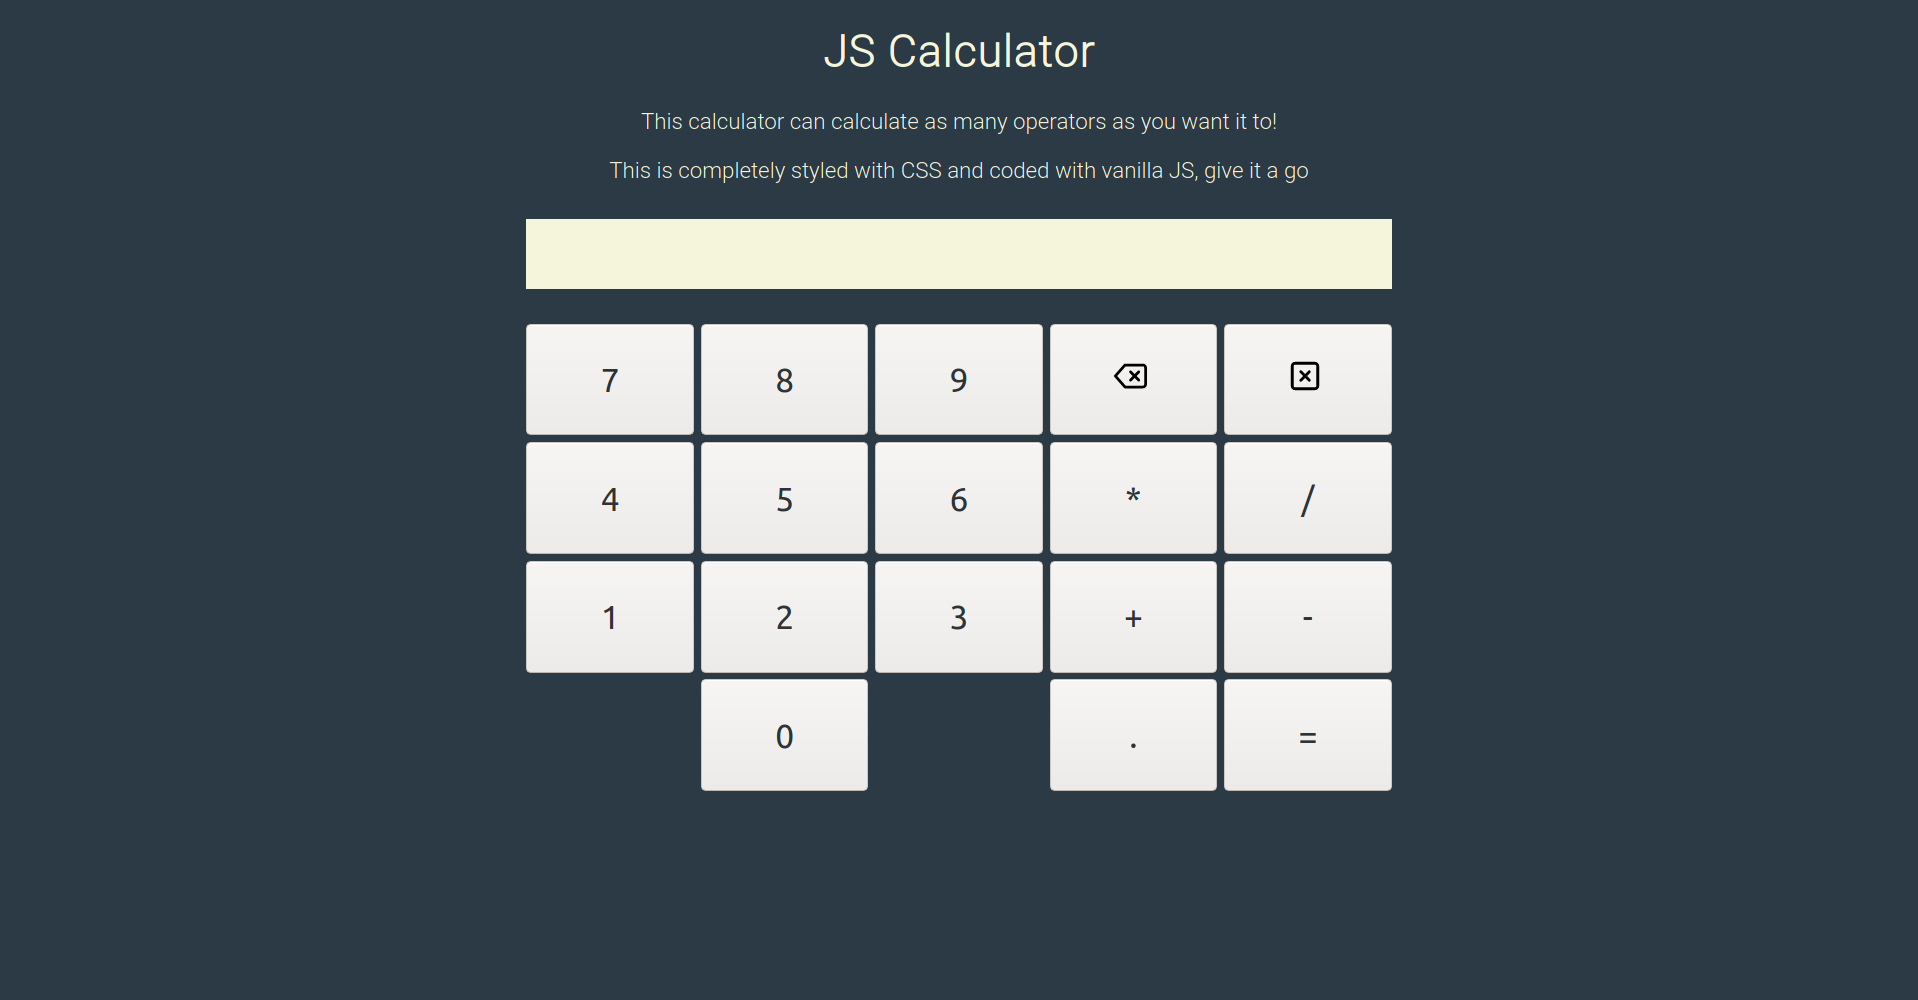 JS Calculator
This calculator can calculate as many operators as you want it to!
This is completely styled with CSS and coded with vanilla JS, give it a go
7 8 9
4 5 6 * /
1 2 3 + -
0 . =